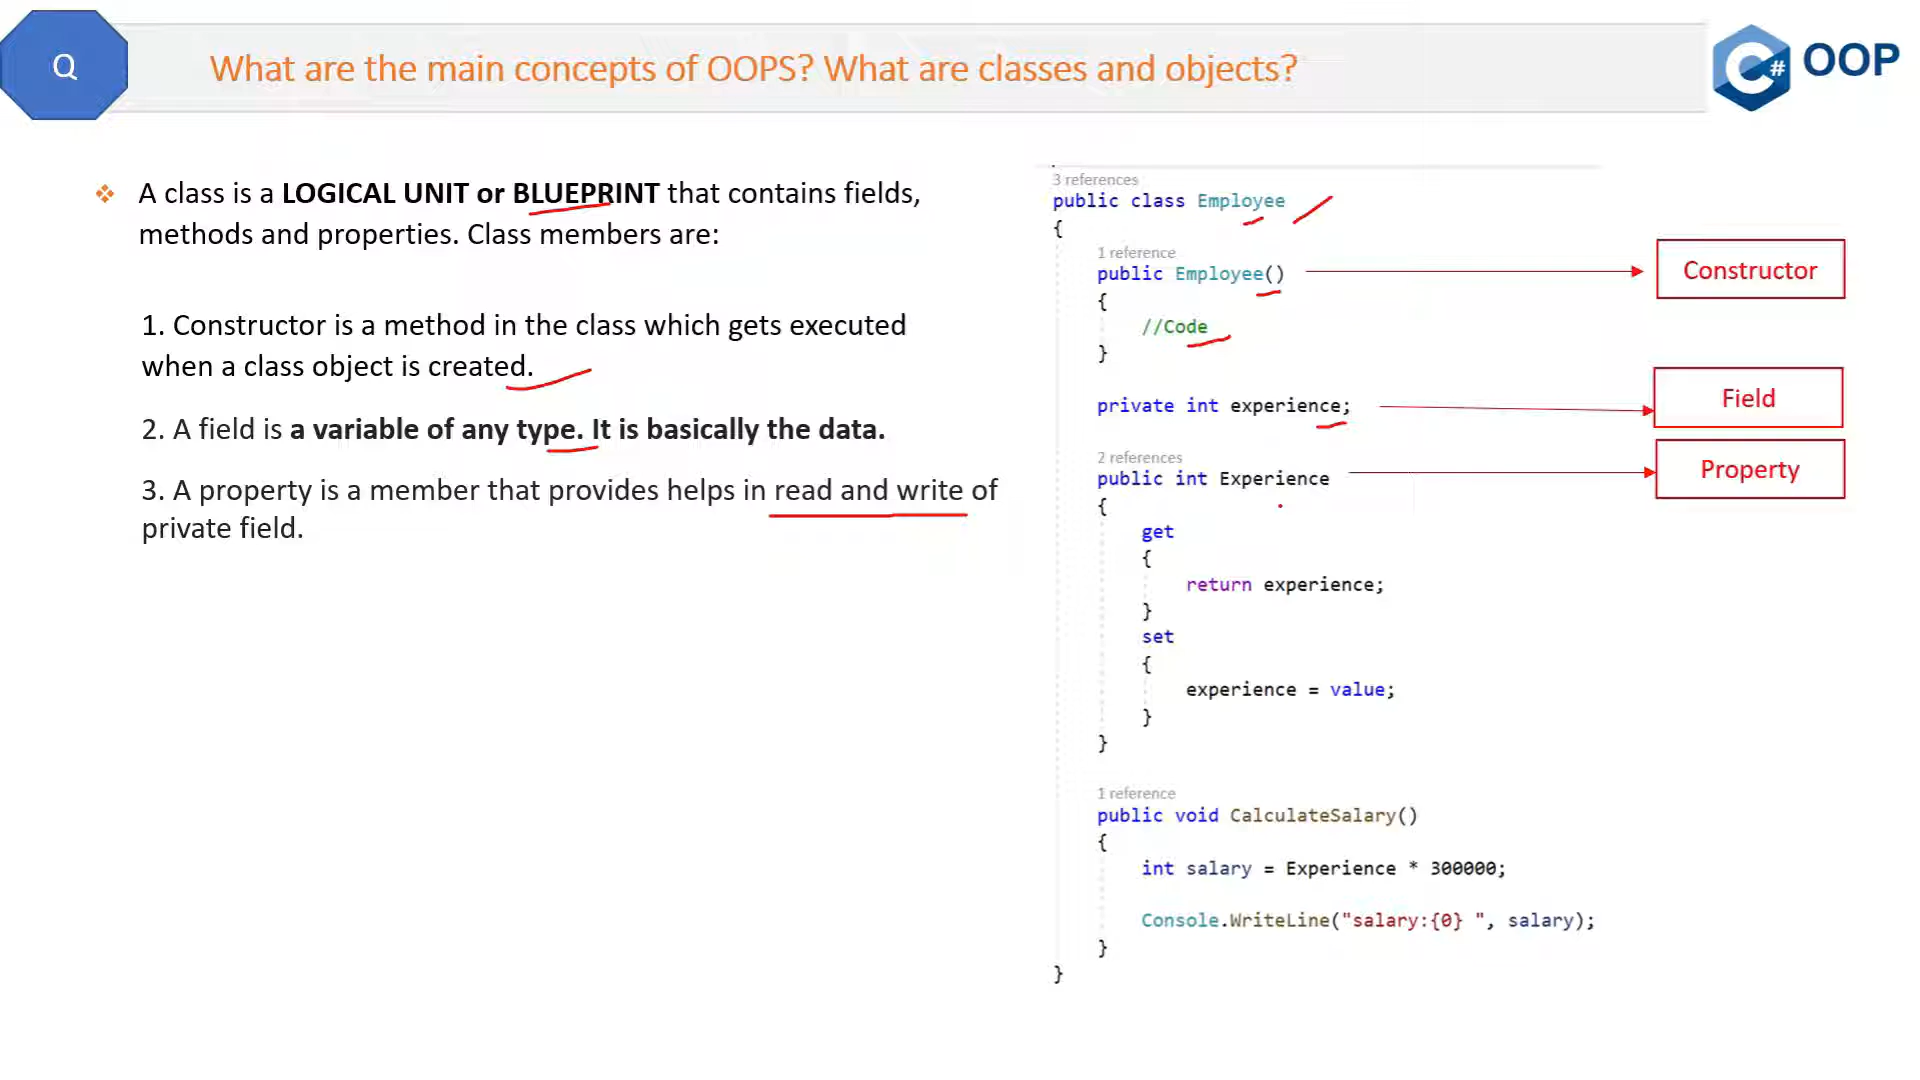 Q
What are the main concepts of OOPS? What are classes and objects?
C# OOP
❖ A class is a LOGICAL UNIT or BLUEPRINT that contains fields,
methods and properties. Class members are:
1. Constructor is a method in the class which gets executed
when a class object is created.
2. A field is a variable of any type. It is basically the data.
3. A property is a member that provides helps in read and write of
private field.
3 references
public class Employee
{
1 reference
public Employee()
{
//Code
}
private int experience;
2 references
public int Experience
{
get
{
return experience;
}
set
{
experience = value;
}
}
1 reference
public void CalculateSalary()
{
int salary = Experience * 300000;
Console.WriteLine("salary:{0} ", salary);
}
}
Constructor
Field
Property